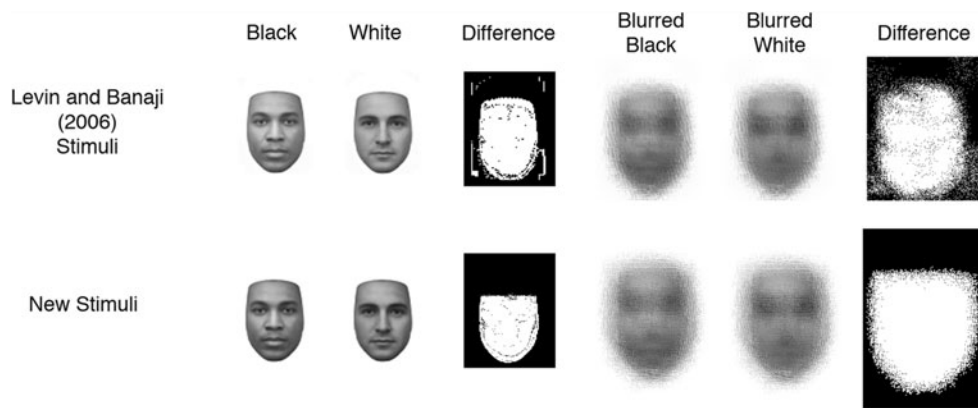 Black
White
Difference
Blurred
Black
Blurred
White
Difference
Levin and Banaji
(2006)
Stimuli
New Stimuli